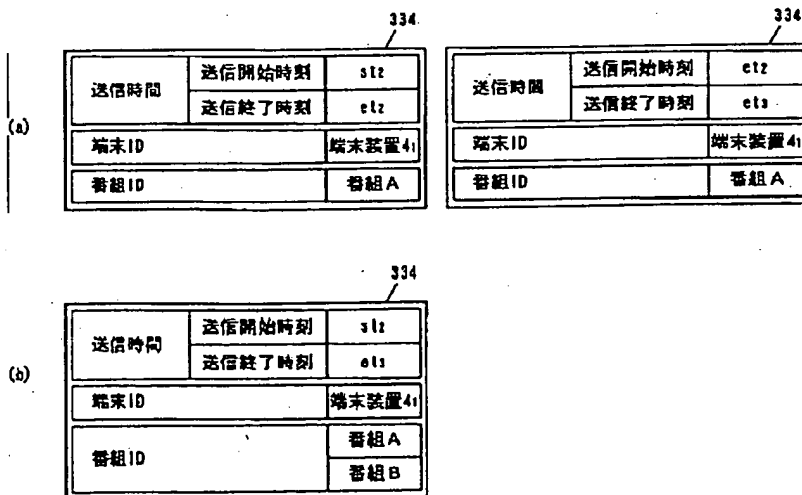 334
334
(a)
送信時間 送信開始時刻 st2
送信終了時刻 et2
端末ID 端末装置41
番組ID 番組A
送信時間 送信開始時刻 et2
送信終了時刻 et3
端末ID 端末装置41
番組ID 番組A
334
(b)
送信時間 送信開始時刻 st2
送信終了時刻 et3
端末ID 端末装置41
番組ID 番組A
番組B